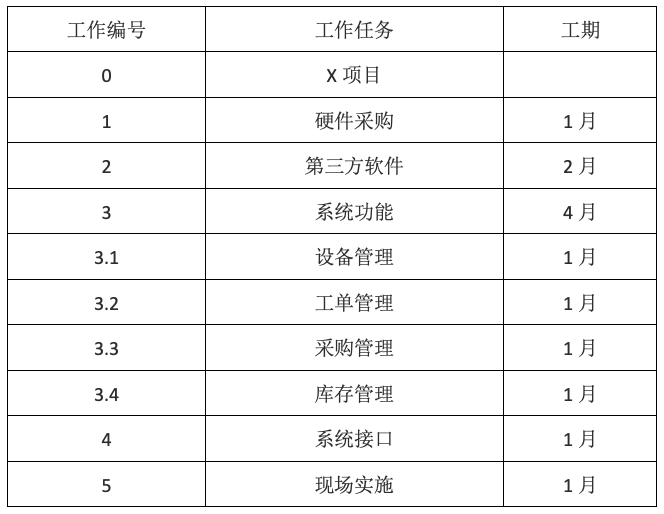 工作编号 工作任务 工期
0 X 项目
1 硬件采购 1 月
2 第三方软件 2 月
3 系统功能 4 月
3.1 设备管理 1 月
3.2 工单管理 1 月
3.3 采购管理 1 月
3.4 库存管理 1 月
4 系统接口 1 月
5 现场实施 1 月